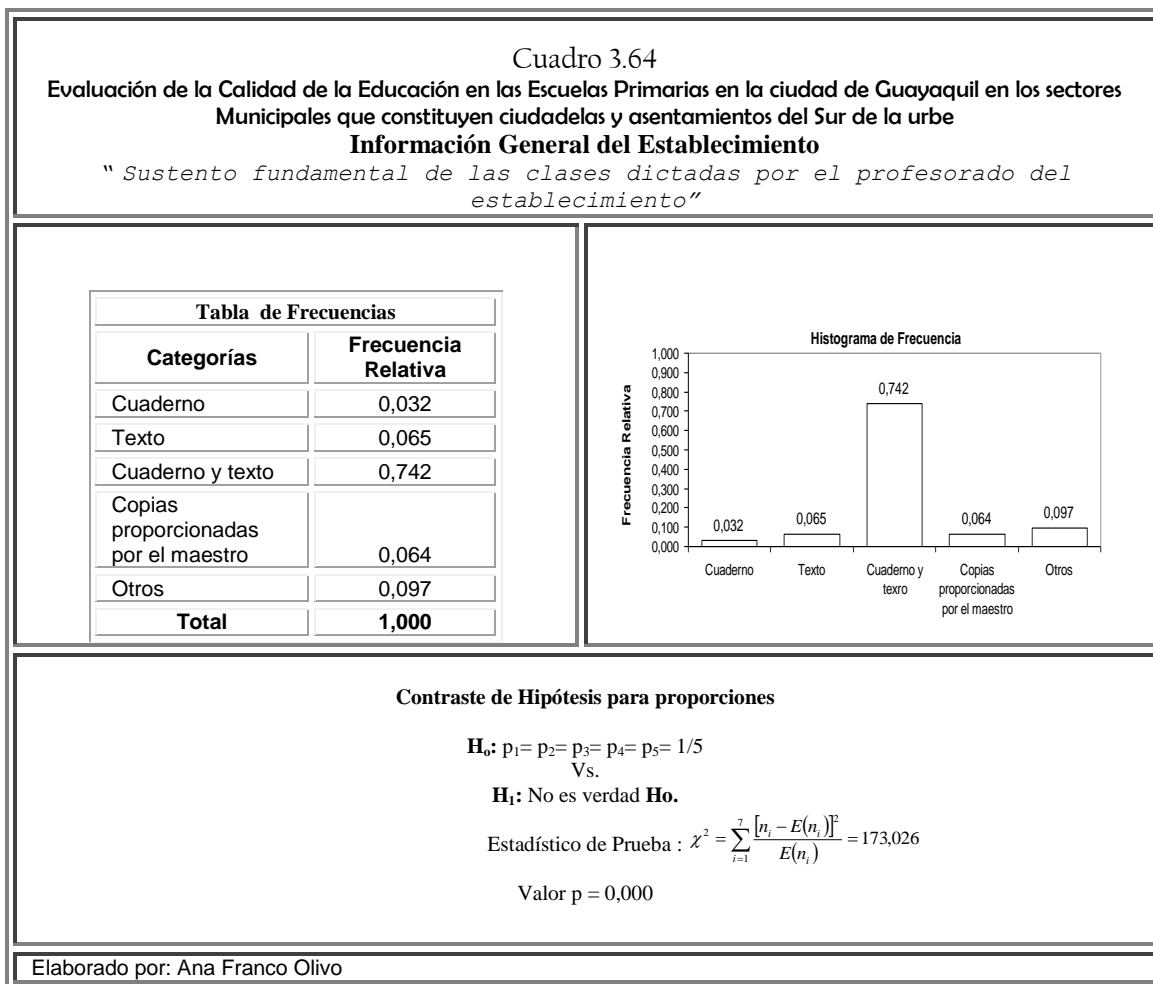 Cuadro 3.64
Evaluación de la Calidad de la Educación en las Escuelas Primarias en la ciudad de Guayaquil en los sectores
Municipales que constituyen ciudadelas y asentamientos del Sur de la urbe
Información General del Establecimiento
“ Sustento fundamental de las clases dictadas por el profesorado del
establecimiento”
Tabla de Frecuencias
Categorías Frecuencia
Relativa
Cuaderno 0,032
Texto 0,065
Cuaderno y texto 0,742
Copias
proporcionadas
por el maestro 0,064
Otros 0,097
Total 1,000
Histograma de Frecuencia
Frecuencia Relativa
1,000
0,900
0,800
0,700
0,600
0,500
0,400
0,300
0,200
0,100
0,000
0,032
0,065
0,742
0,064
0,097
Cuaderno
Texto
Cuaderno y
texro
Copias
proporcionadas
por el maestro
Otros
Contraste de Hipótesis para proporciones
Ho: p1= p2= p3= p4= p5= 1/5
Vs.
H1: No es verdad Ho.
Estadístico de Prueba : χ² = ∑ i=1 7 [ni − E(ni)]² / E(ni) = 173,026
Valor p = 0,000
Elaborado por: Ana Franco Olivo